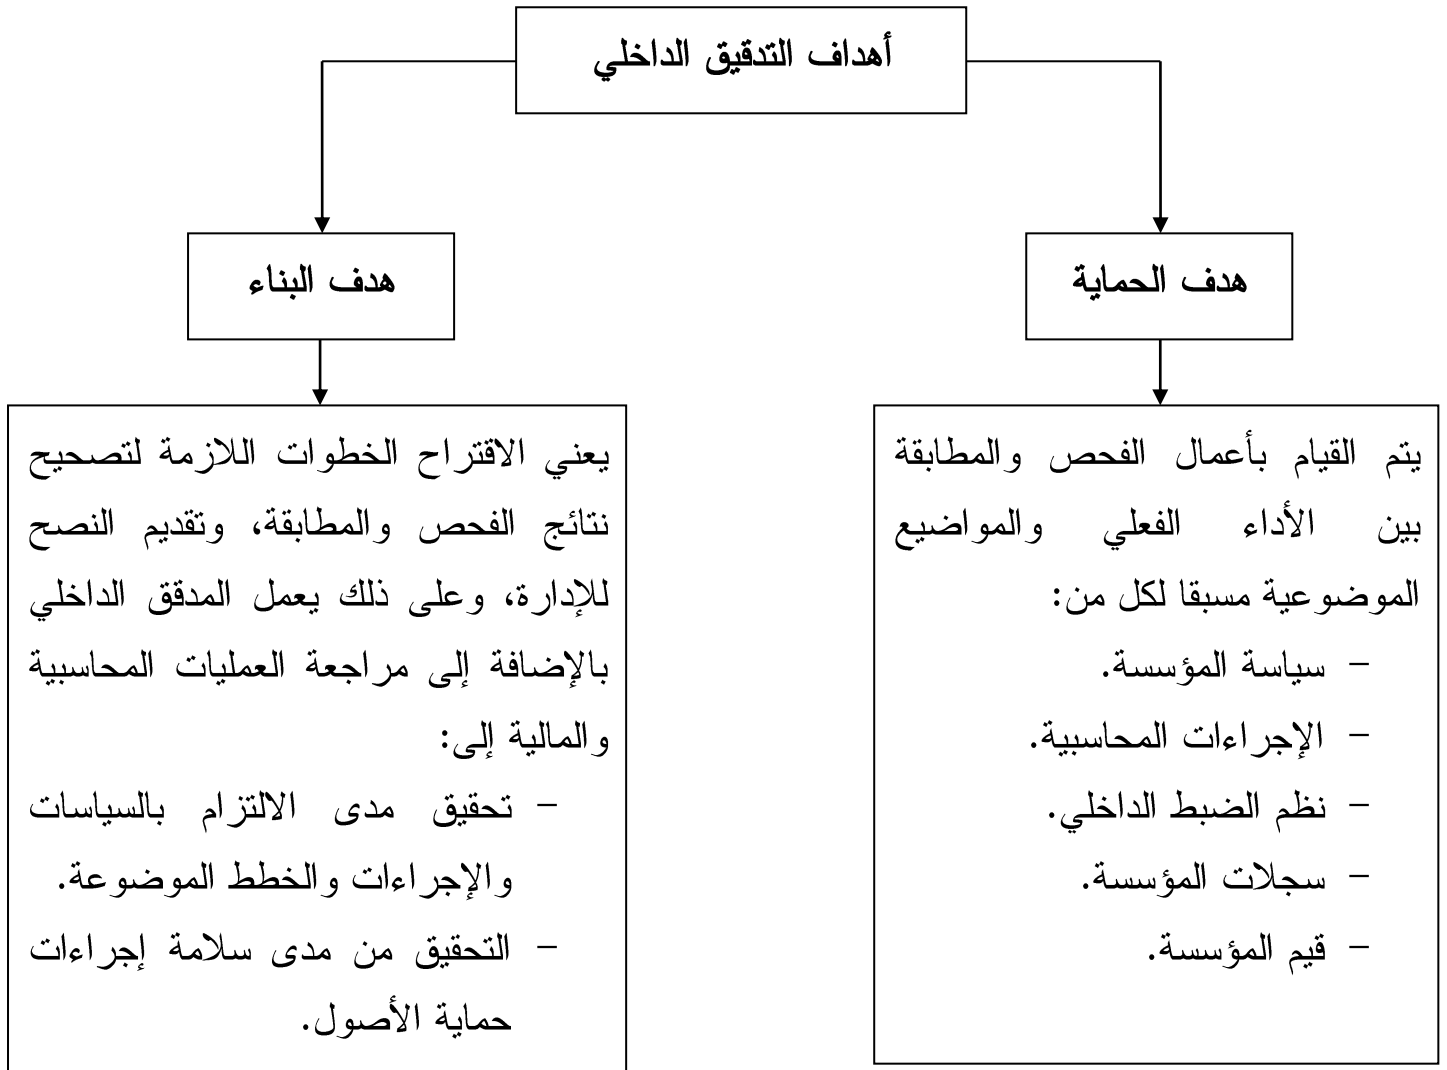 أهداف التدقيق الداخلي
هدف الحماية
هدف البناء
يتم القيام بأعمال الفحص والمطابقة
بين الأداء الفعلي والمواضيع
الموضوعية مسبقا لكل من:
- سياسة المؤسسة.
- الإجراءات المحاسبية.
- نظم الضبط الداخلي.
- سجلات المؤسسة.
- قيم المؤسسة.
يعني الاقتراح الخطوات اللازمة لتصحيح
نتائج الفحص والمطابقة، وتقديم النصح
للإدارة، وعلى ذلك يعمل المدقق الداخلي
بالإضافة إلى مراجعة العمليات المحاسبية
والمالية إلى:
- تحقيق مدى الالتزام بالسياسات
والإجراءات والخطط الموضوعة.
- التحقيق من مدى سلامة إجراءات
حماية الأصول.